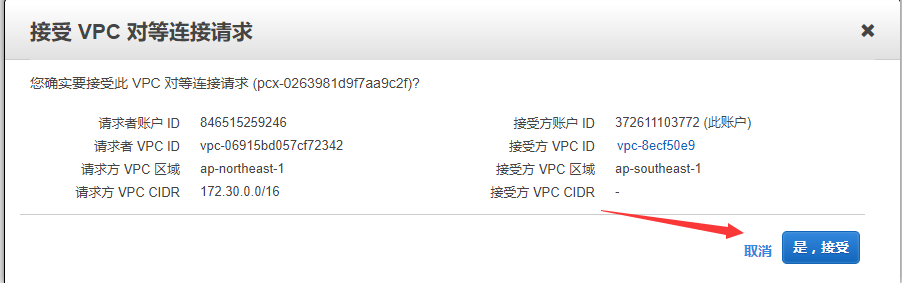 接受 VPC 对等连接请求
您确实要接受此 VPC 对等连接请求 (pcx-0263981d9f7aa9c2f)?
请求者账户 ID 846515259246 接受方账户 ID 372611103772 (此账户)
请求者 VPC ID vpc-06915bd057cf72342 接受方 VPC ID vpc-8ecf50e9
请求方 VPC 区域 ap-northeast-1 接受方 VPC 区域 ap-southeast-1
请求方 VPC CIDR 172.30.0.0/16 接受方 VPC CIDR -
取消 是，接受